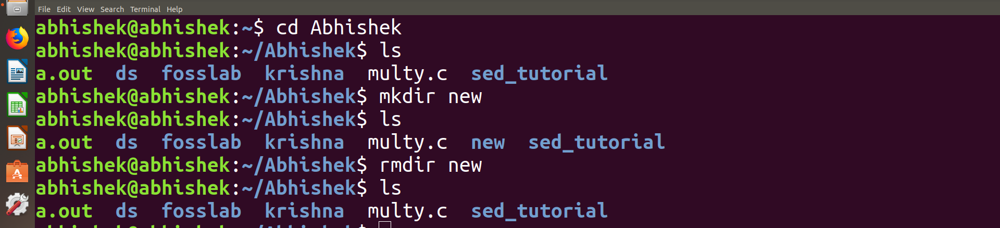 File Edit View Search Terminal Help
abhishek@abhishek:~$ cd Abhishek
abhishek@abhishek:~/Abhishek$ ls
a.out  ds  fosslab  krishna  multy.c  sed_tutorial
abhishek@abhishek:~/Abhishek$ mkdir new
abhishek@abhishek:~/Abhishek$ ls
a.out  ds  fosslab  krishna  multy.c  new  sed_tutorial
abhishek@abhishek:~/Abhishek$ rmdir new
abhishek@abhishek:~/Abhishek$ ls
a.out  ds  fosslab  krishna  multy.c  sed_tutorial